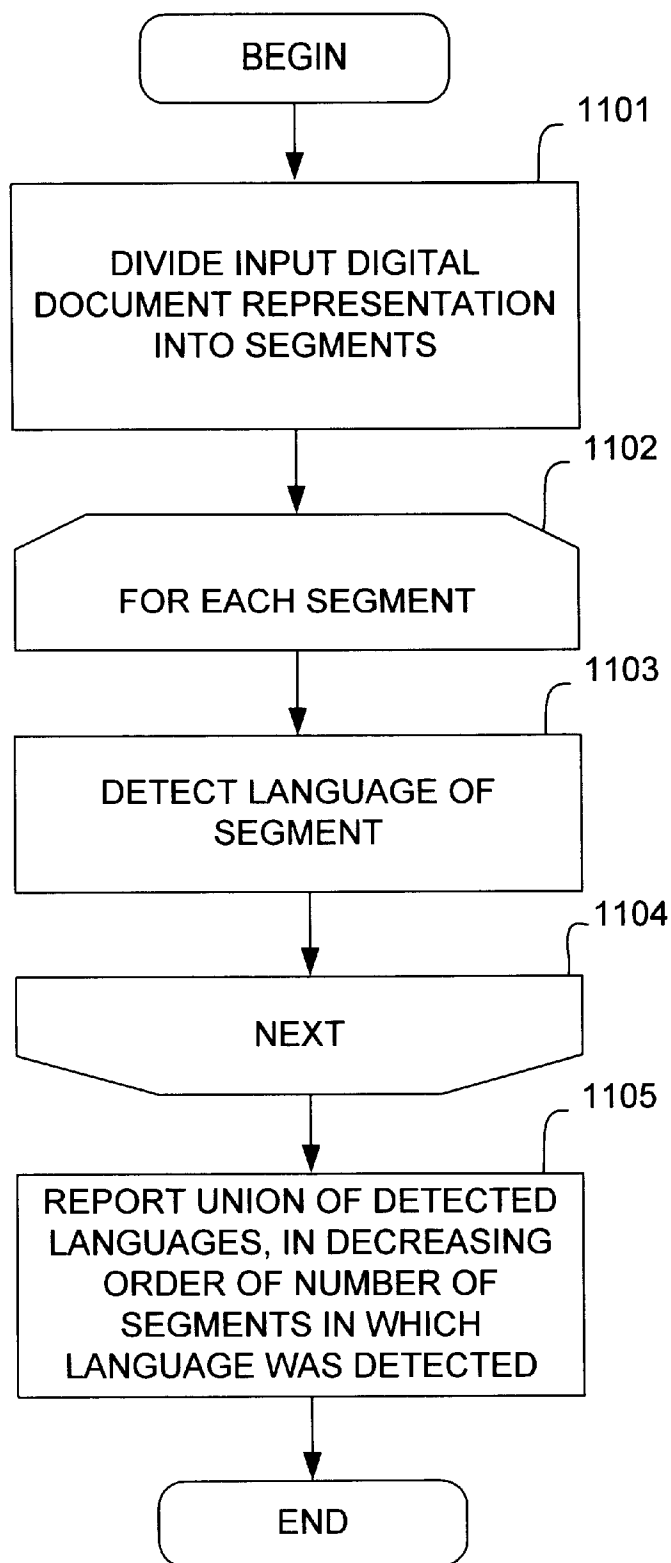 BEGIN
1101
DIVIDE INPUT DIGITAL
DOCUMENT REPRESENTATION
INTO SEGMENTS
1102
FOR EACH SEGMENT
1103
DETECT LANGUAGE OF
SEGMENT
1104
NEXT
1105
REPORT UNION OF DETECTED
LANGUAGES, IN DECREASING
ORDER OF NUMBER OF
SEGMENTS IN WHICH
LANGUAGE WAS DETECTED
END